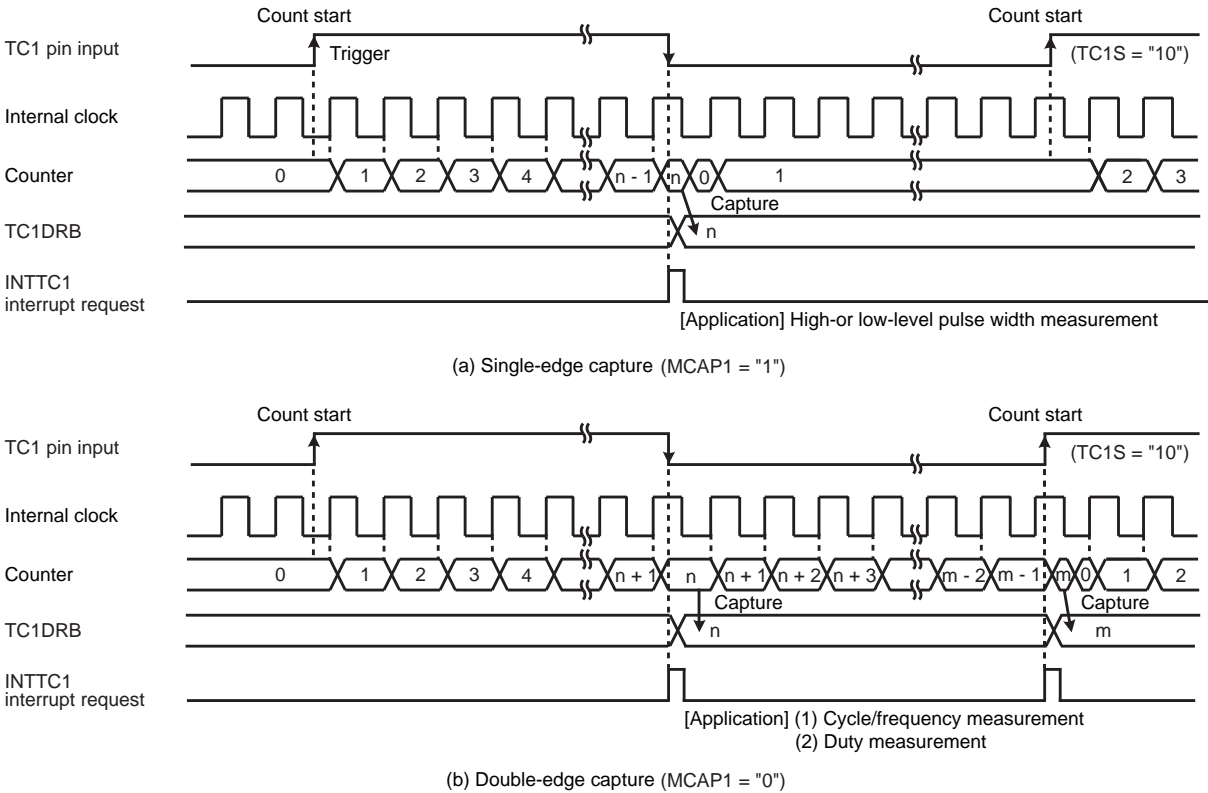 Count start Count start
TC1 pin input Trigger (TC1S = "10")
Internal clock
Counter 0 1 2 3 4 n - 1 n 0 1 2 3
Capture
TC1DRB n
INTTC1
interrupt request
[Application] High-or low-level pulse width measurement
(a) Single-edge capture (MCAP1 = "1")
Count start Count start
TC1 pin input (TC1S = "10")
Internal clock
Counter 0 1 2 3 4 n + 1 n n + 1 n + 2 n + 3 m - 2 m - 1 m 0 1 2
Capture Capture
TC1DRB n m
INTTC1
interrupt request
[Application] (1) Cycle/frequency measurement
(2) Duty measurement
(b) Double-edge capture (MCAP1 = "0")